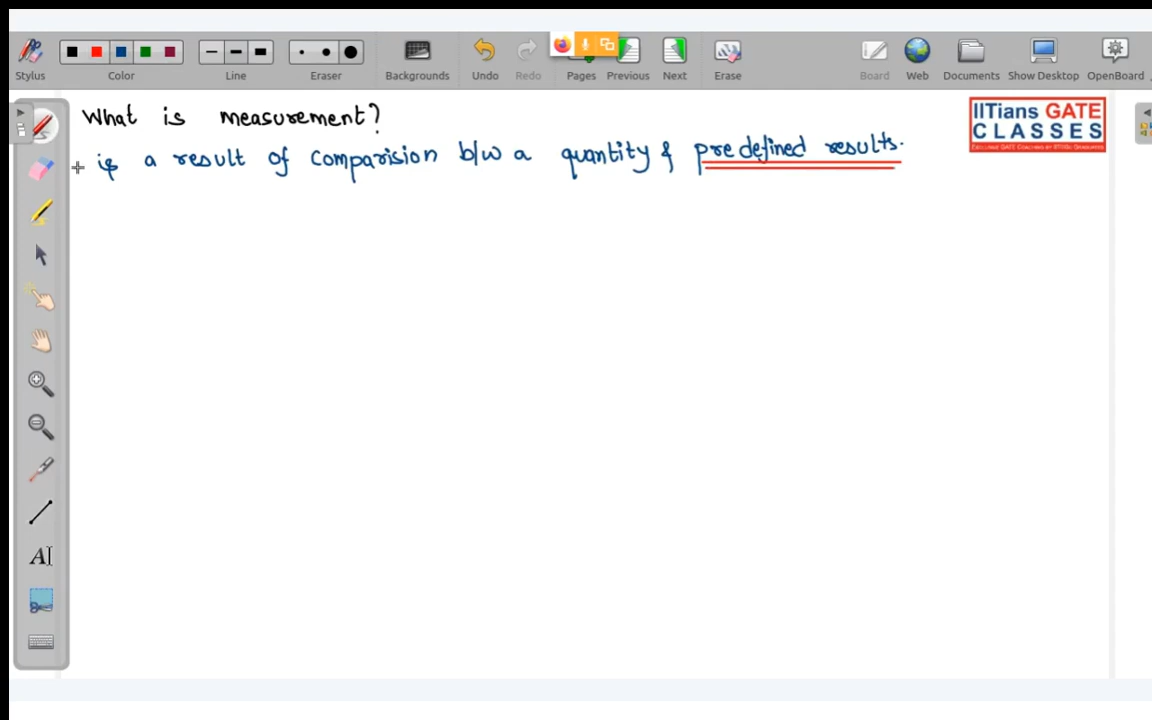 Stylus Color Line Eraser Backgrounds Undo Redo Pages Previous Next Erase Board Web Documents Show Desktop OpenBoard
What is measurement?
IITians GATE
CLASSES
is a result of comparision b/w a quantity & predefined results.